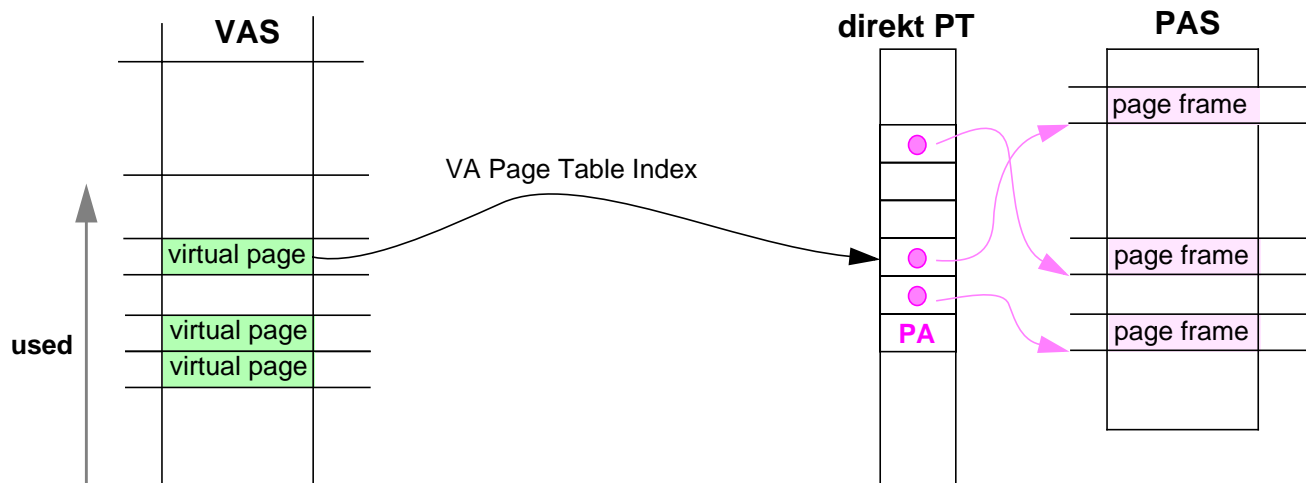 VAS
direkt PT
PAS
page frame
VA Page Table Index
virtual page
page frame
used
virtual page
PA
page frame
virtual page